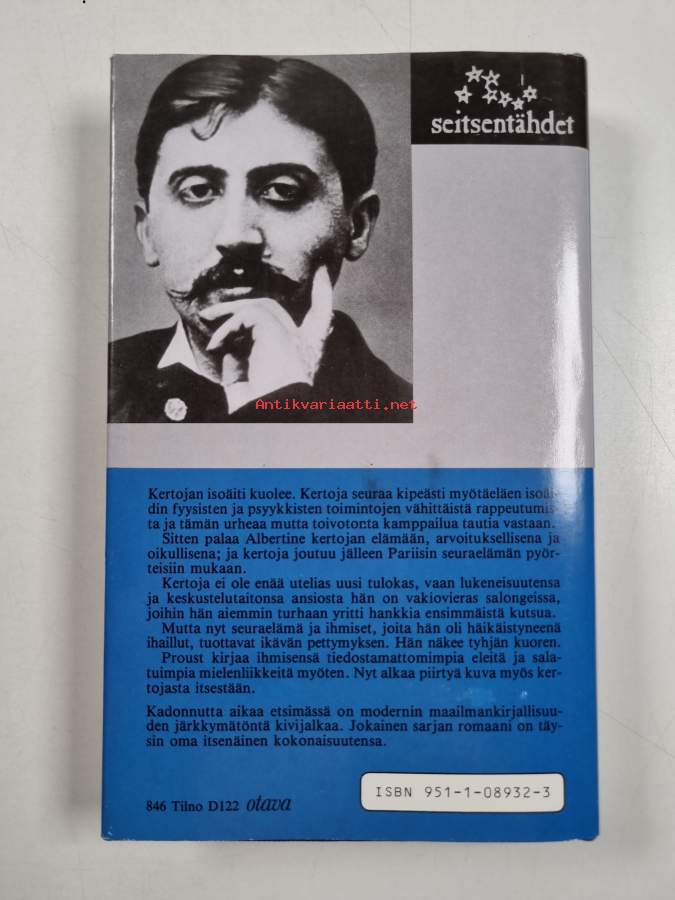 seitsentähdet
Antikvariaatti.net
Kertojan isoäiti kuolee. Kertoja seuraa kipeästi myötäeläen isoäi-
din fyysisten ja psyykkisten toimintojen vähittäistä rappeutumis-
ta ja tämän urheaa mutta toivotonta kamppailua tautia vastaan.
Sitten palaa Albertine kertojan elämään, arvoituksellisena ja
oikullisena; ja kertoja joutuu jälleen Pariisin seuraelämän pyör-
teisiin mukaan.
Kertoja ei ole enää utelias uusi tulokas, vaan lukeneisuutensa
ja keskustelutaitonsa ansiosta hän on vakiovieras salongeissa,
joihin hän aiemmin turhaan yritti hankkia ensimmäistä kutsua.
Mutta nyt seuraelämä ja ihmiset, joita hän oli häikäistyneenä
ihaillut, tuottavat ikävän pettymyksen. Hän näkee tyhjän kuoren.
Proust kirjaa ihmisensä tiedostamattomimpia eleitä ja sala-
tuimpia mielenliikkeitä myöten. Nyt alkaa piirtyä kuva myös ker-
tojasta itsestään.
Kadonnutta aikaa etsimässä on modernin maailmankirjallisuu-
den järkkymätöntä kivijalkaa. Jokainen sarjan romaani on täy-
sin oma itsenäinen kokonaisuutensa.
ISBN 951-1-08932-3
846 Tilno D122 otava